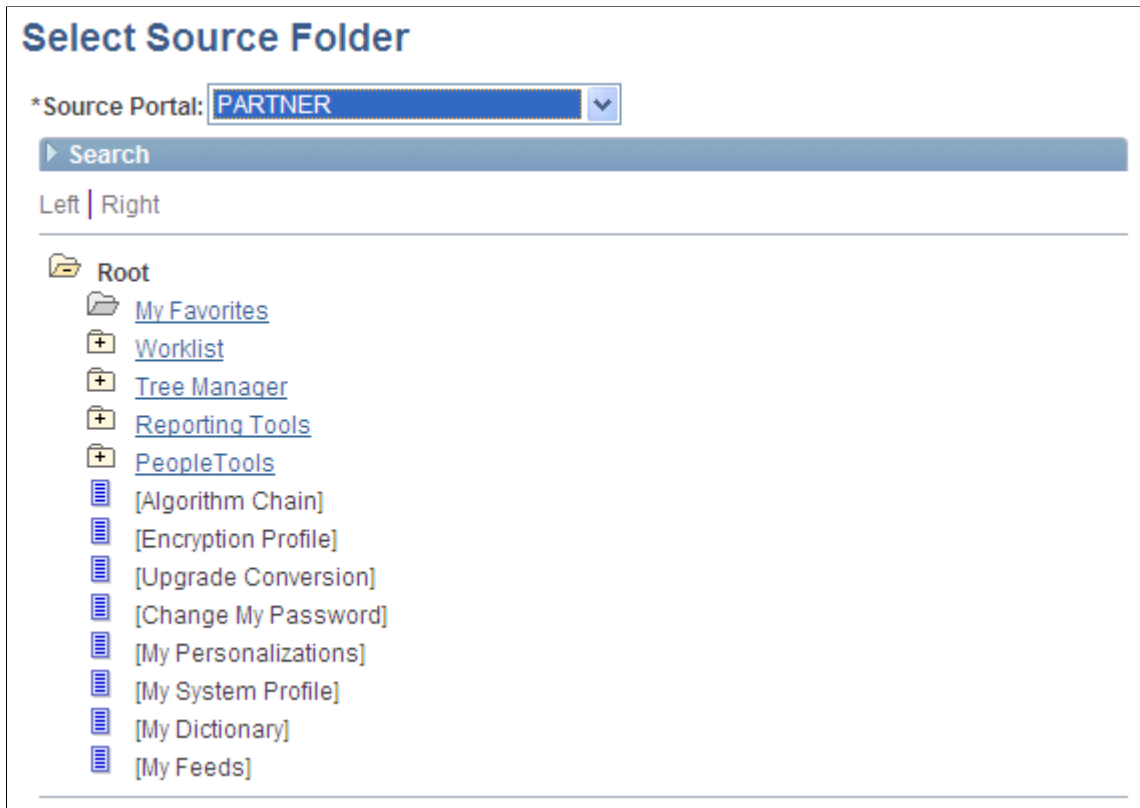 Select Source Folder
*Source Portal: PARTNER
Search
Left | Right
Root
My Favorites
Worklist
Tree Manager
Reporting Tools
PeopleTools
[Algorithm Chain]
[Encryption Profile]
[Upgrade Conversion]
[Change My Password]
[My Personalizations]
[My System Profile]
[My Dictionary]
[My Feeds]